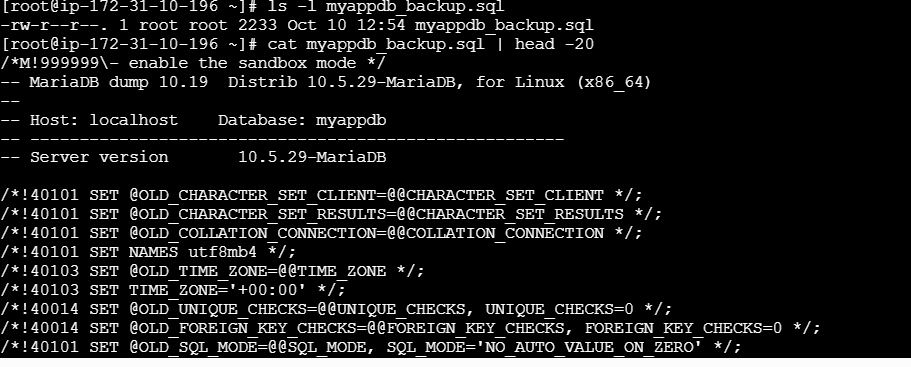 [root@ip-172-31-10-196 ~]# ls -l myappdb_backup.sql
-rw-r--r--. 1 root root 2233 Oct 10 12:54 myappdb_backup.sql
[root@ip-172-31-10-196 ~]# cat myappdb_backup.sql | head -20
/*M!999999\- enable the sandbox mode */
-- MariaDB dump 10.19  Distrib 10.5.29-MariaDB, for Linux (x86_64)
--
-- Host: localhost    Database: myappdb
-- ------------------------------------------------------
-- Server version       10.5.29-MariaDB

/*!40101 SET @OLD_CHARACTER_SET_CLIENT=@@CHARACTER_SET_CLIENT */;
/*!40101 SET @OLD_CHARACTER_SET_RESULTS=@@CHARACTER_SET_RESULTS */;
/*!40101 SET @OLD_COLLATION_CONNECTION=@@COLLATION_CONNECTION */;
/*!40101 SET NAMES utf8mb4 */;
/*!40103 SET @OLD_TIME_ZONE=@@TIME_ZONE */;
/*!40103 SET TIME_ZONE='+00:00' */;
/*!40014 SET @OLD_UNIQUE_CHECKS=@@UNIQUE_CHECKS, UNIQUE_CHECKS=0 */;
/*!40014 SET @OLD_FOREIGN_KEY_CHECKS=@@FOREIGN_KEY_CHECKS, FOREIGN_KEY_CHECKS=0 */;
/*!40101 SET @OLD_SQL_MODE=@@SQL_MODE, SQL_MODE='NO_AUTO_VALUE_ON_ZERO' */;